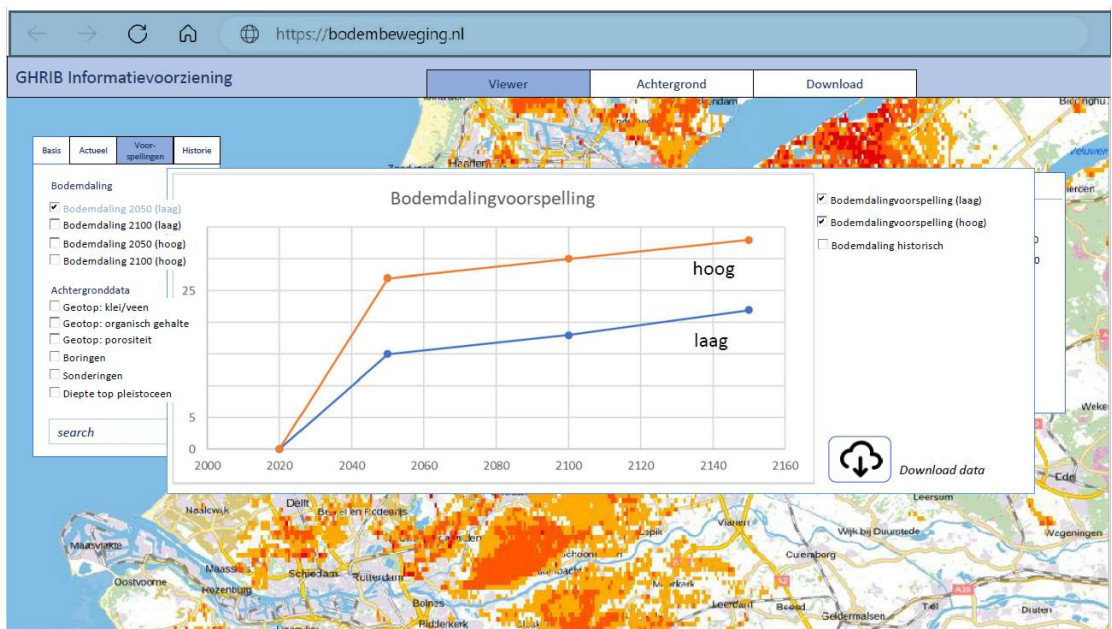 https://bodembeweging.nl
GHRIB Informatievoorziening
Viewer
Achtergrond
Download
Basis
Actueel
Voor-
spellingen
Historie
Bodemdaling
Bodemdaling 2050 (laag)
Bodemdaling 2100 (laag)
Bodemdaling 2050 (hoog)
Bodemdaling 2100 (hoog)
Achtergronddata
Geotop: klei/veen
Geotop: organisch gehalte
Geotop: porositeit
Boringen
Sonderingen
Diepte top pleistoceen
search
Bodemdalingvoorspelling
hoog
laag
25
5
0
2000 2020 2040 2060 2080 2100 2120 2140 2160
Bodemdalingvoorspelling (laag)
Bodemdalingvoorspelling (hoog)
Bodemdaling historisch
Download data
Naaldwijk
Delft
Maasvlakte
Oostvoorne
Rozenburg
Schiedam
Rotterdam
Ridderkerk
Vianen
Culemborg
Leerdam
Beesd
Geldermalsen
Tiel
Druten
Wijk bij Duurstede
Leersum
Wageningen
Ede
A15